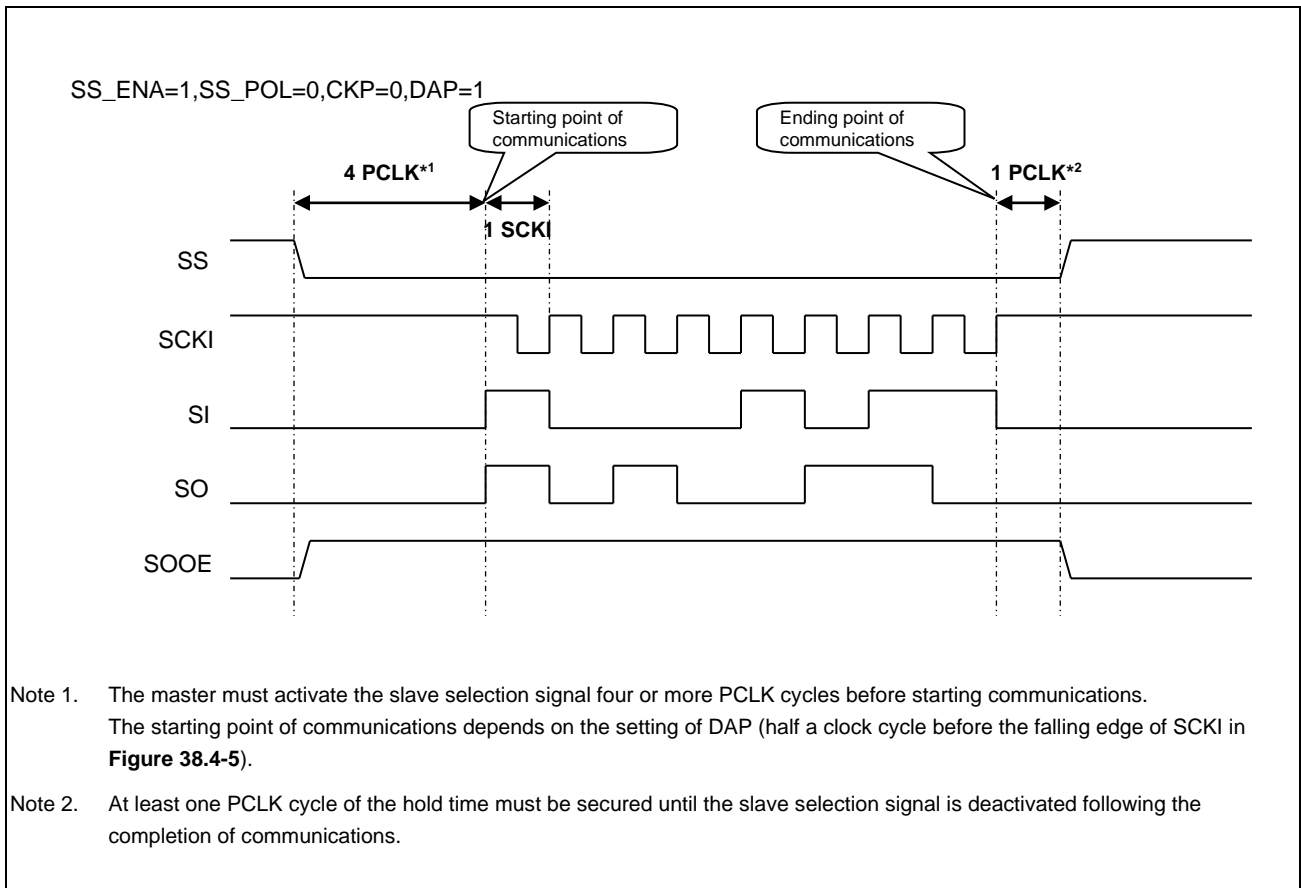 SS_ENA=1,SS_POL=0,CKP=0,DAP=1
Starting point of
communications
Ending point of
communications
4 PCLK*1
1 PCLK*2
1 SCKI
SS
SCKI
SI
SO
SOOE
Note 1. The master must activate the slave selection signal four or more PCLK cycles before starting communications.
The starting point of communications depends on the setting of DAP (half a clock cycle before the falling edge of SCKI in
Figure 38.4-5).
Note 2. At least one PCLK cycle of the hold time must be secured until the slave selection signal is deactivated following the
completion of communications.